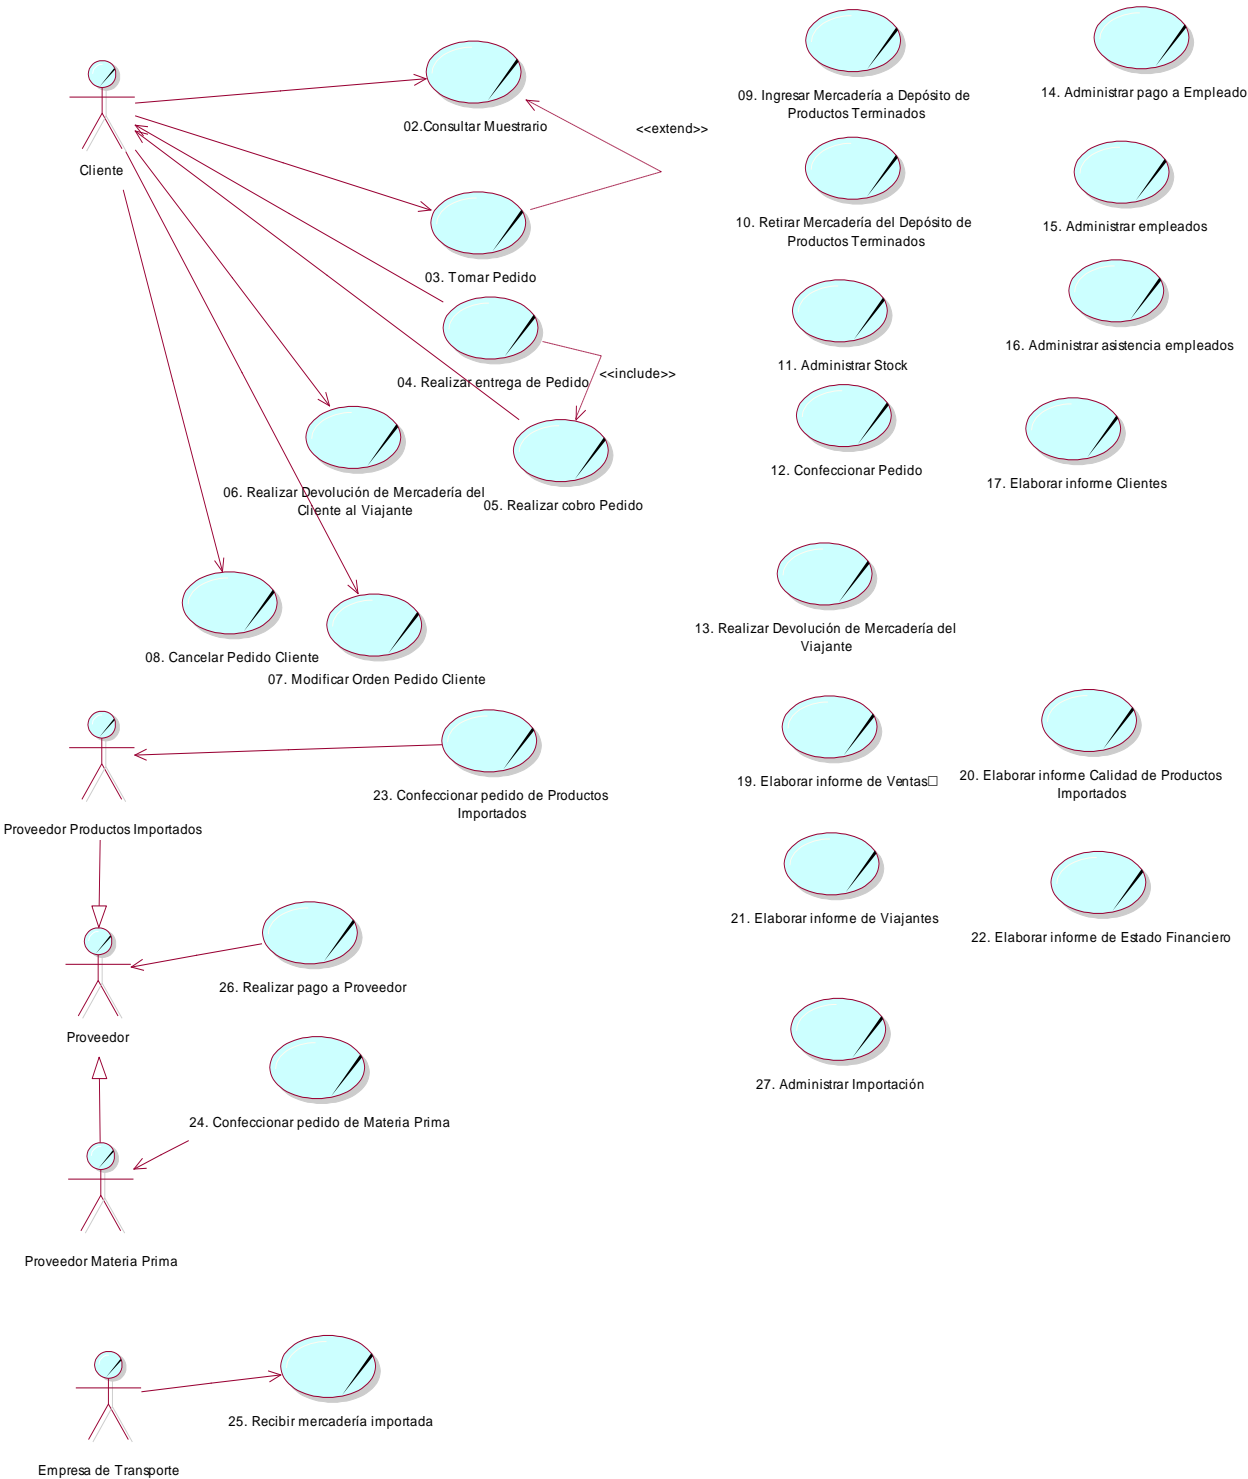 02.Consultar Muestrario
<<extend>>
Cliente
03. Tomar Pedido
04. Realizar entrega de Pedido
<<include>>
06. Realizar Devolución de Mercadería del
Cliente al Viajante
05. Realizar cobro Pedido
08. Cancelar Pedido Cliente
07. Modificar Orden Pedido Cliente
09. Ingresar Mercadería a Depósito de
Productos Terminados
14. Administrar pago a Empleado
10. Retirar Mercadería del Depósito de
Productos Terminados
15. Administrar empleados
11. Administrar Stock
16. Administrar asistencia empleados
12. Confeccionar Pedido
17. Elaborar informe Clientes
13. Realizar Devolución de Mercadería del
Viajante
19. Elaborar informe de Ventas□
20. Elaborar informe Calidad de Productos
Importados
21. Elaborar informe de Viajantes
22. Elaborar informe de Estado Financiero
27. Administrar Importación
23. Confeccionar pedido de Productos
Importados
Proveedor Productos Importados
26. Realizar pago a Proveedor
Proveedor
24. Confeccionar pedido de Materia Prima
Proveedor Materia Prima
25. Recibir mercadería importada
Empresa de Transporte